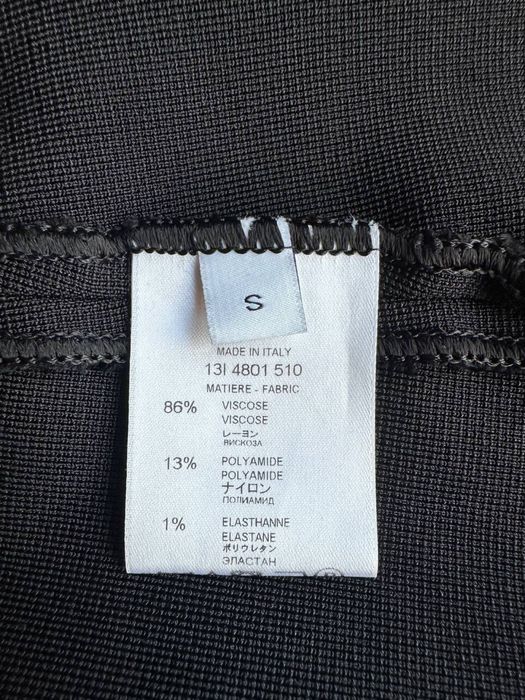 S
MADE IN ITALY
13I 4801 510
MATIERE - FABRIC
86% VISCOSE
VISCOSE
レーヨン
ВИСКОЗА
13% POLYAMIDE
POLYAMIDE
ナイロン
ПОЛИАМИД
1% ELASTHANNE
ELASTANE
ポリウレタン
ЭЛАСТАН